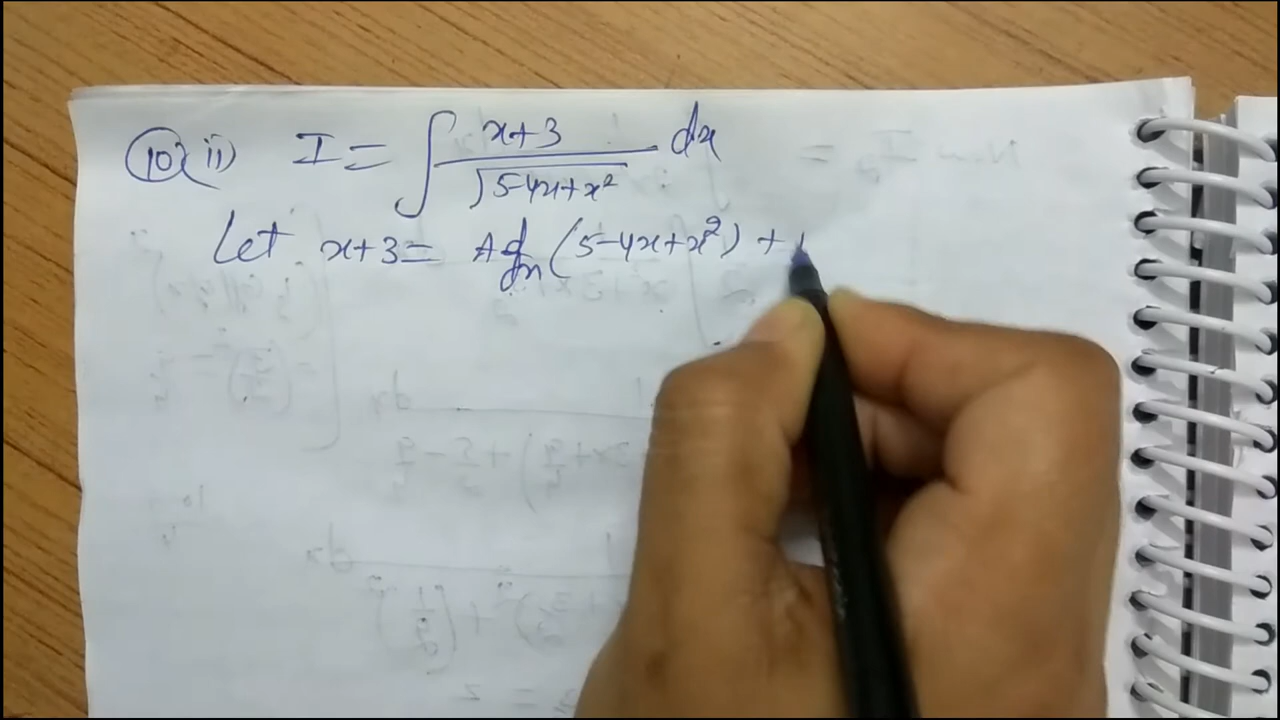 10 ii) I = ∫ x+3 / √5-4x+x² dx
Let x+3 = A d/dx (5-4x+x²) +